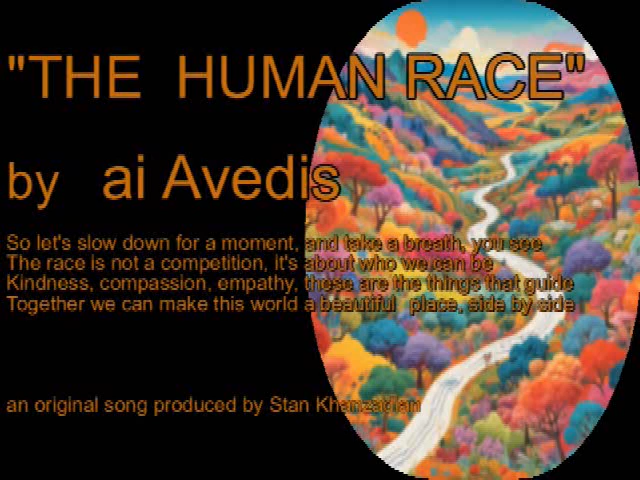 "THE HUMAN RACE"
by ai Avedis
So let's slow down for a moment, and take a breath, you see
The race is not a competition, it's about who we can be
Kindness, compassion, empathy, these are the things that guide
Together we can make this world a beautiful place, side by side
an original song produced by Stan Khanzadian